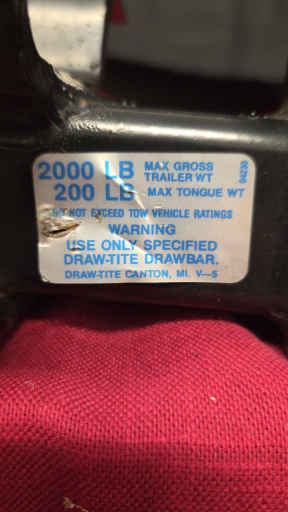 2000 LB MAX GROSS TRAILER WT
200 LB MAX TONGUE WT
DO NOT EXCEED TOW VEHICLE RATINGS
WARNING
USE ONLY SPECIFIED
DRAW-TITE DRAWBAR.
DRAW-TITE CANTON, MI. V-5